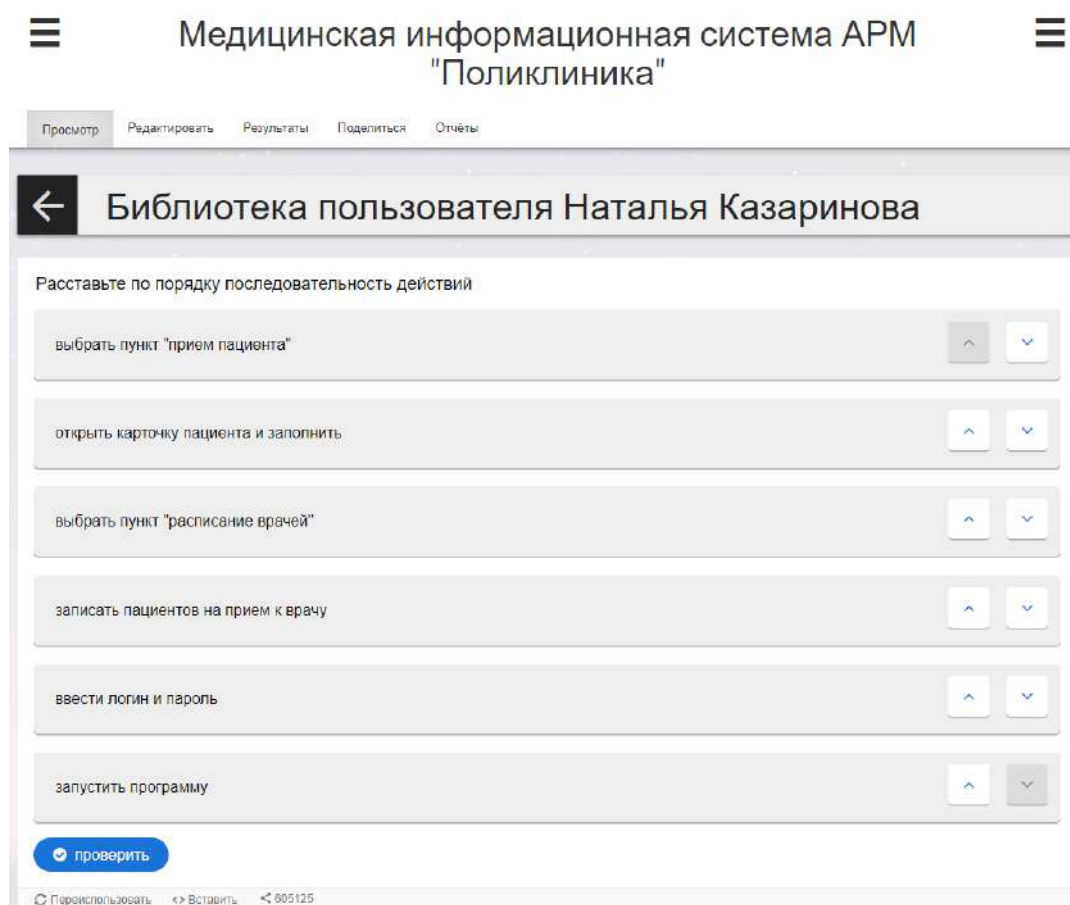 Медицинская информационная система АРМ
"Поликлиника"
Просмотр Редактировать Результаты Поделиться Отчёты
Библиотека пользователя Наталья Казаринова
Расставьте по порядку последовательность действий
выбрать пункт "прием пациента"
открыть карточку пациента и заполнить
выбрать пункт "расписание врачей"
записать пациентов на прием к врачу
ввести логин и пароль
запустить программу
проверить
Переиспользовать <> Вставить 605125